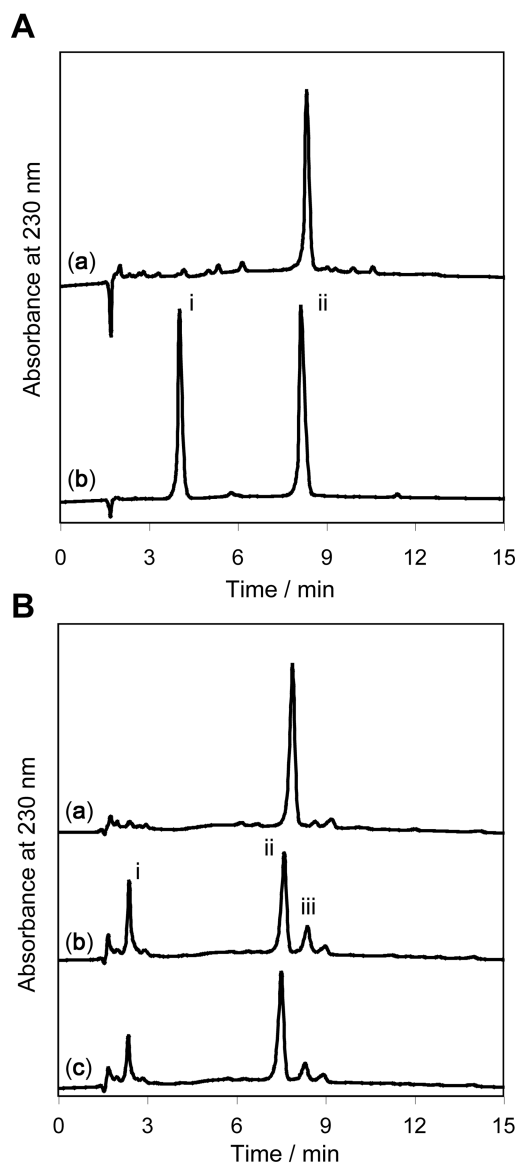 A
Absorbance at 230 nm
(a)
i
ii
(b)
0 3 6 9 12 15
Time / min
B
Absorbance at 230 nm
(a)
ii
i
iii
(b)
(c)
0 3 6 9 12 15
Time / min